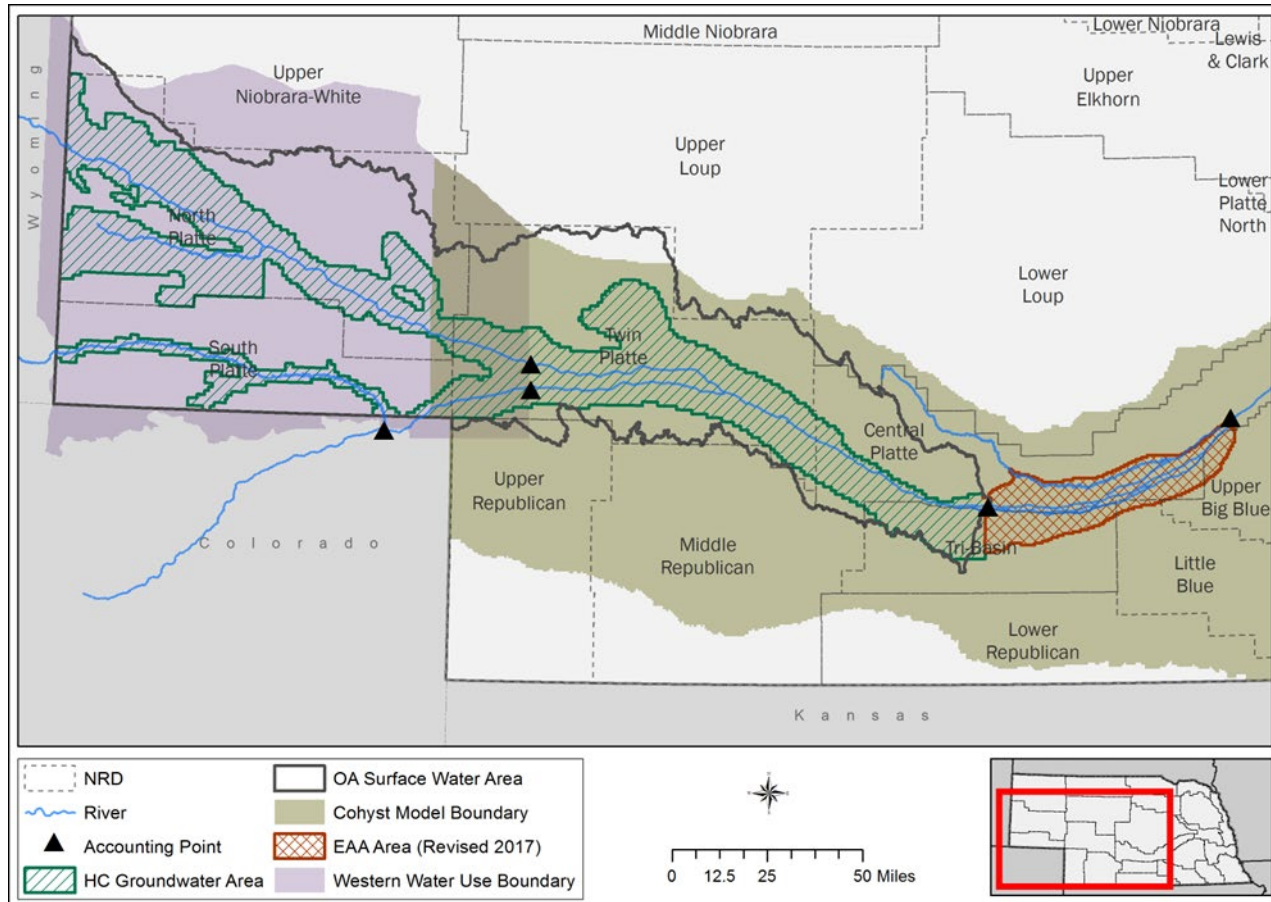 Middle Niobrara
Lower Niobrara
Lewis
& Clark
Upper
Niobrara-White
Upper
Elkhorn
Upper
Loup
Lower
Platte
North
Wyoming
North
Platte
Lower
Loup
South
Platte
Twin
Platte
Central
Platte
Upper
Republican
Upper
Big Blue
Colorado
Middle
Republican
Tri-Basin
Little
Blue
Lower
Republican
Kansas
NRD
River
Accounting Point
HC Groundwater Area
OA Surface Water Area
Cohyst Model Boundary
EAA Area (Revised 2017)
Western Water Use Boundary
0 12.5 25 50 Miles